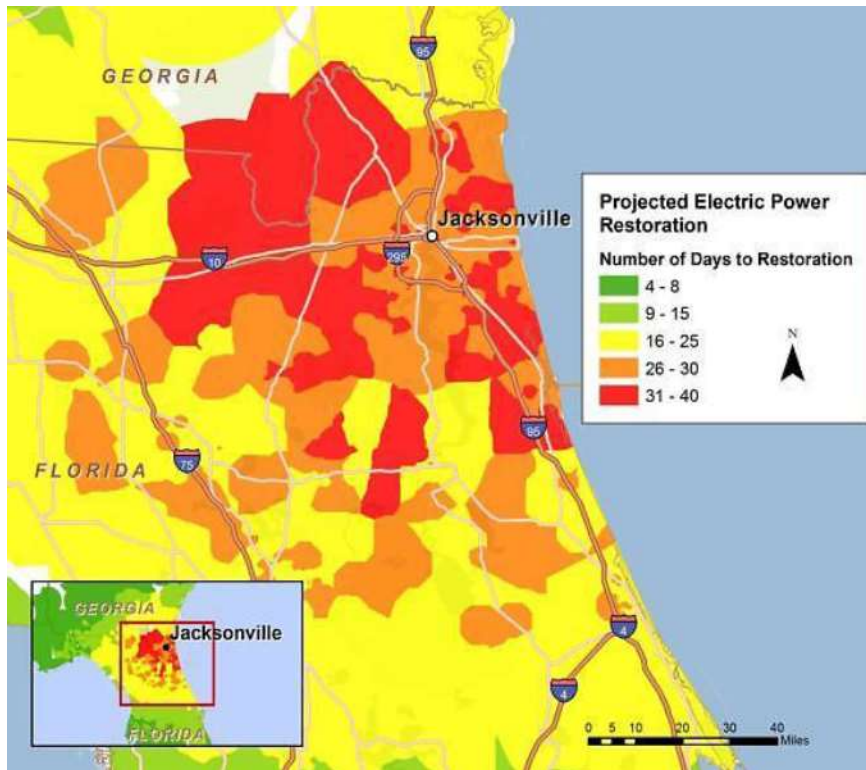 95
GEORGIA
Jacksonville
295
10
Projected Electric Power
Restoration
Number of Days to Restoration
4 - 8
9 - 15
16 - 25
26 - 30
31 - 40
N
95
FLORIDA
75
GEORGIA
Jacksonville
FLORIDA
4
4
0 5 10 20 30 40
Miles